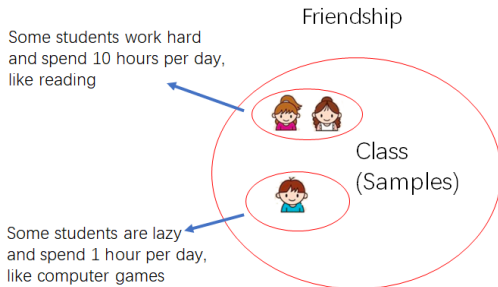 Friendship
Some students work hard
and spend 10 hours per day,
like reading
Class
(Samples)
Some students are lazy
and spend 1 hour per day,
like computer games